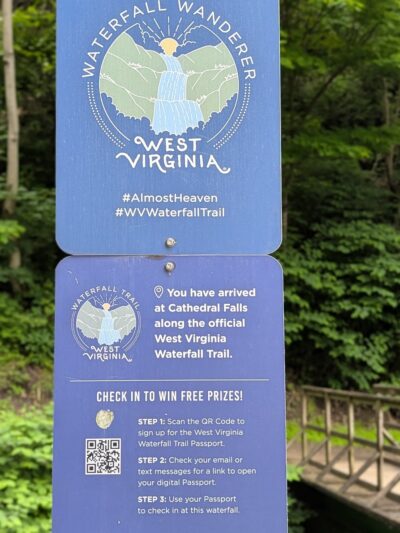 WATERFALL WANDERER
WEST
VIRGINIA
#AlmostHeaven
#WVWaterfallTrail
WATERFALL TRAIL
WEST
VIRGINIA
You have arrived
at Cathedral Falls
along the official
West Virginia
Waterfall Trail.
CHECK IN TO WIN FREE PRIZES!
STEP 1: Scan the QR Code to
sign up for the West Virginia
Waterfall Trail Passport.
STEP 2: Check your email or
text messages for a link to open
your digital Passport.
STEP 3: Use your Passport
to check in at this waterfall.